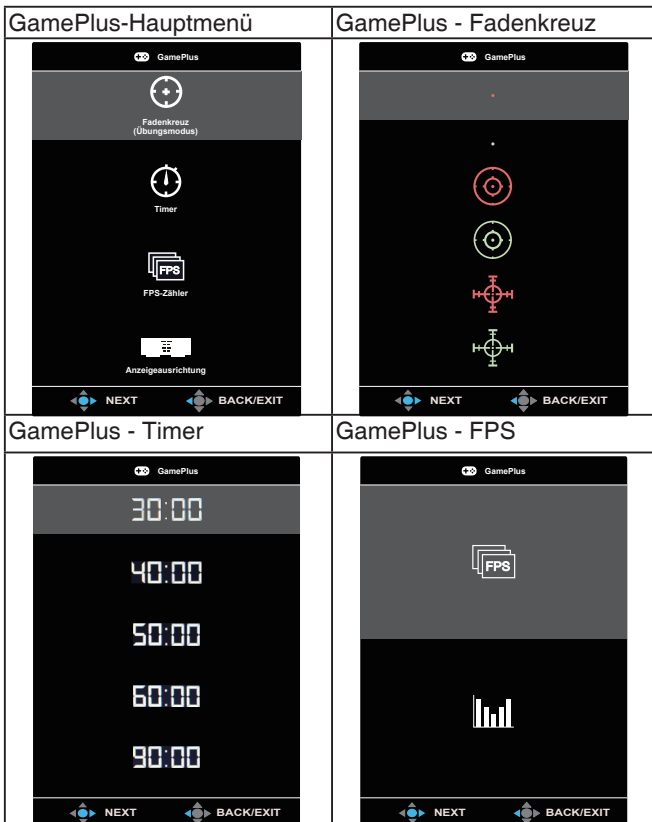 GamePlus-Hauptmenü
GamePlus
Fadenkreuz
(Übungsmodus)
Timer
FPS
FPS-Zähler
Anzeigeausrichtung
NEXT BACK/EXIT
GamePlus - Fadenkreuz
GamePlus
NEXT BACK/EXIT
GamePlus - Timer
GamePlus
30:00
40:00
50:00
60:00
90:00
NEXT BACK/EXIT
GamePlus - FPS
GamePlus
FPS
NEXT BACK/EXIT